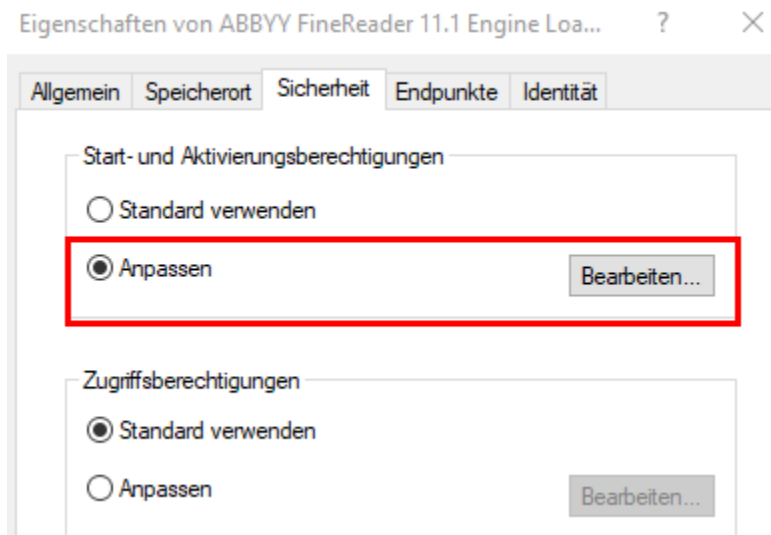 Eigenschaften von ABBYY FineReader 11.1 Engine Loa... ?
Allgemein Speicherort Sicherheit Endpunkte Identität
Start- und Aktivierungsberechtigungen
Standard verwenden
Anpassen Bearbeiten...
Zugriffsberechtigungen
Standard verwenden
Anpassen Bearbeiten...